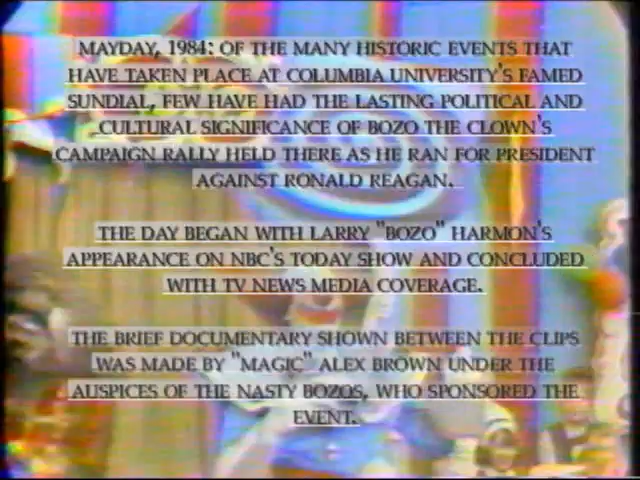 MAYDAY, 1984: OF THE MANY HISTORIC EVENTS THAT
HAVE TAKEN PLACE AT COLUMBIA UNIVERSITY'S FAMED
SUNDIAL, FEW HAVE HAD THE LASTING POLITICAL AND
CULTURAL SIGNIFICANCE OF BOZO THE CLOWN'S
CAMPAIGN RALLY HELD THERE AS HE RAN FOR PRESIDENT
AGAINST RONALD REAGAN.
THE DAY BEGAN WITH LARRY "BOZO" HARMON'S
APPEARANCE ON NBC'S TODAY SHOW AND CONCLUDED
WITH TV NEWS MEDIA COVERAGE.
THE BRIEF DOCUMENTARY SHOWN BETWEEN THE CLIPS
WAS MADE BY "MAGIC" ALEX BROWN UNDER THE
AUSPICES OF THE NASTY BOZOS, WHO SPONSORED THE
EVENT.